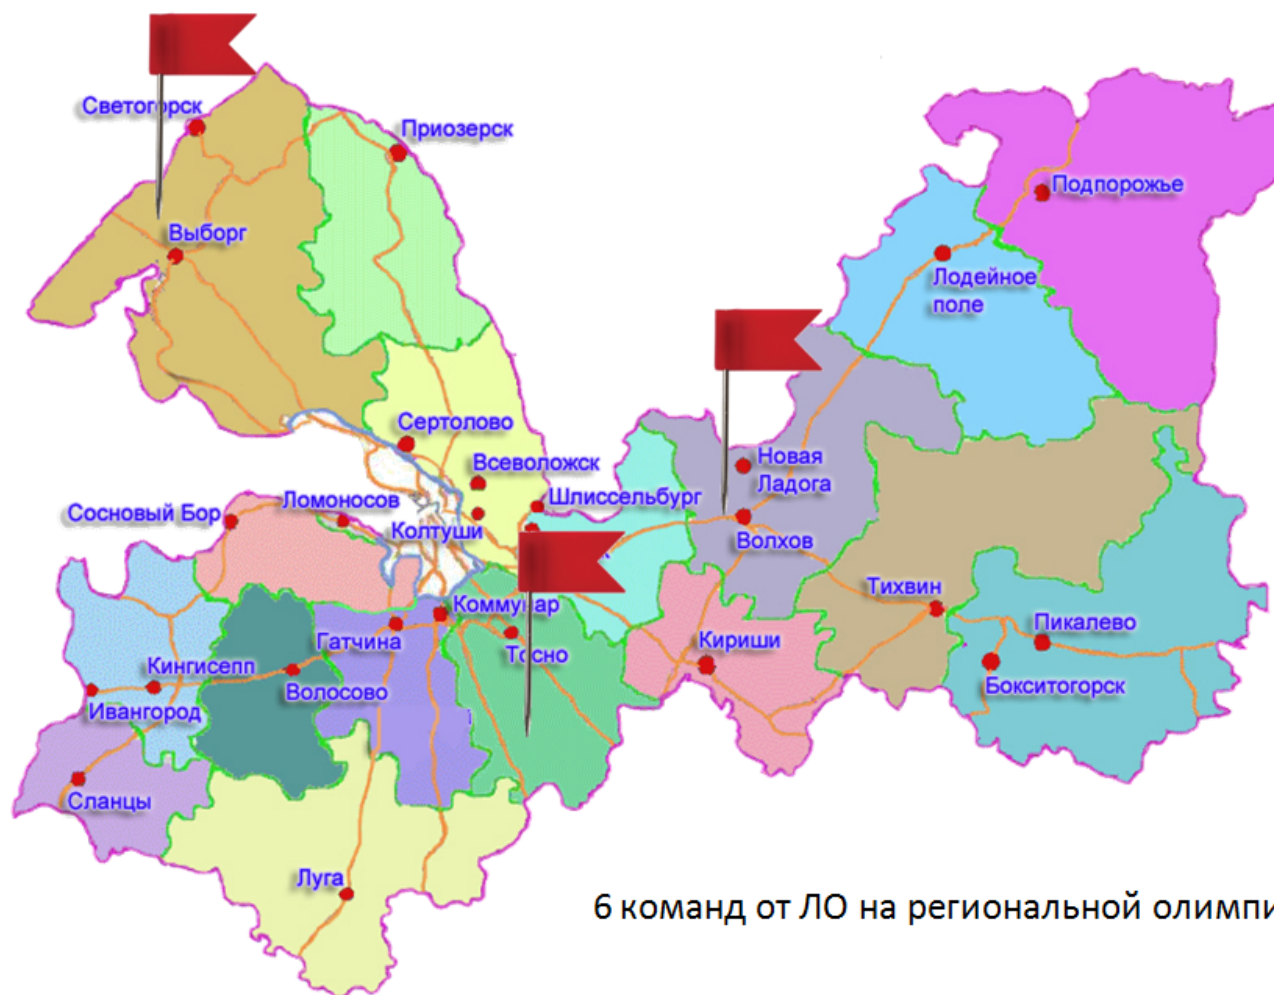 Светогорск
Приозерск
Подпорожье
Выборг
Лодейное
поле
Сертолово
Всеволожск
Новая
Ладога
Шлиссельбург
Ломоносов
Сосновый Бор
Колтуши
Волхов
Тихвин
Коммунар
Пикалево
Гатчина
Тосно
Кириши
Кингисепп
Волосово
Бокситогорск
Ивангород
Сланцы
Луга
6 команд от ЛО на региональной олимпи